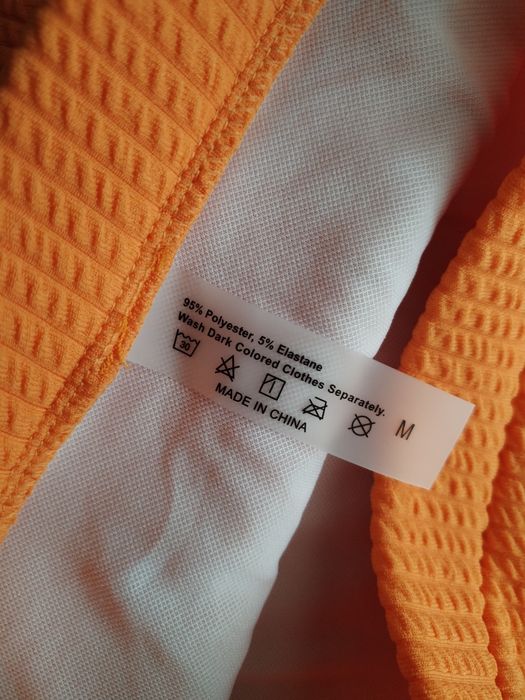 95% Polyester, 5% Elastane
Wash Dark Colored Clothes Separately.
30
MADE IN CHINA
M